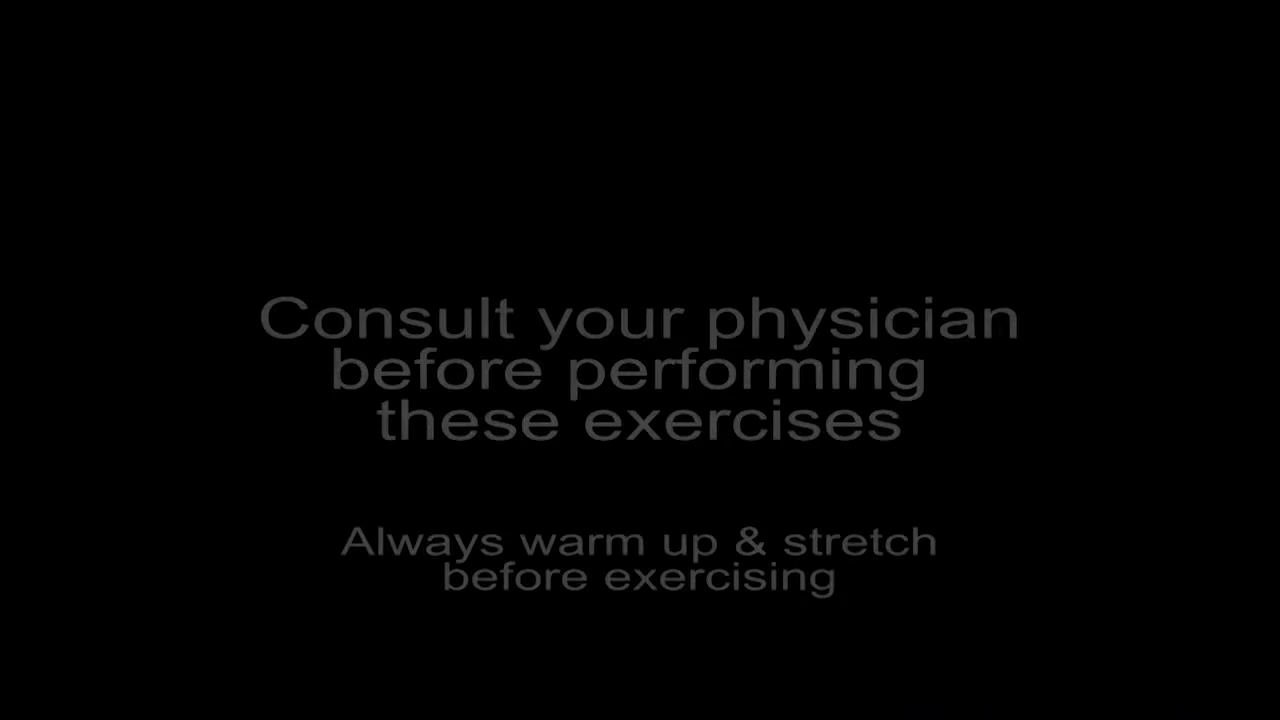 Consult your physician
before performing
these exercises
Always warm up & stretch
before exercising